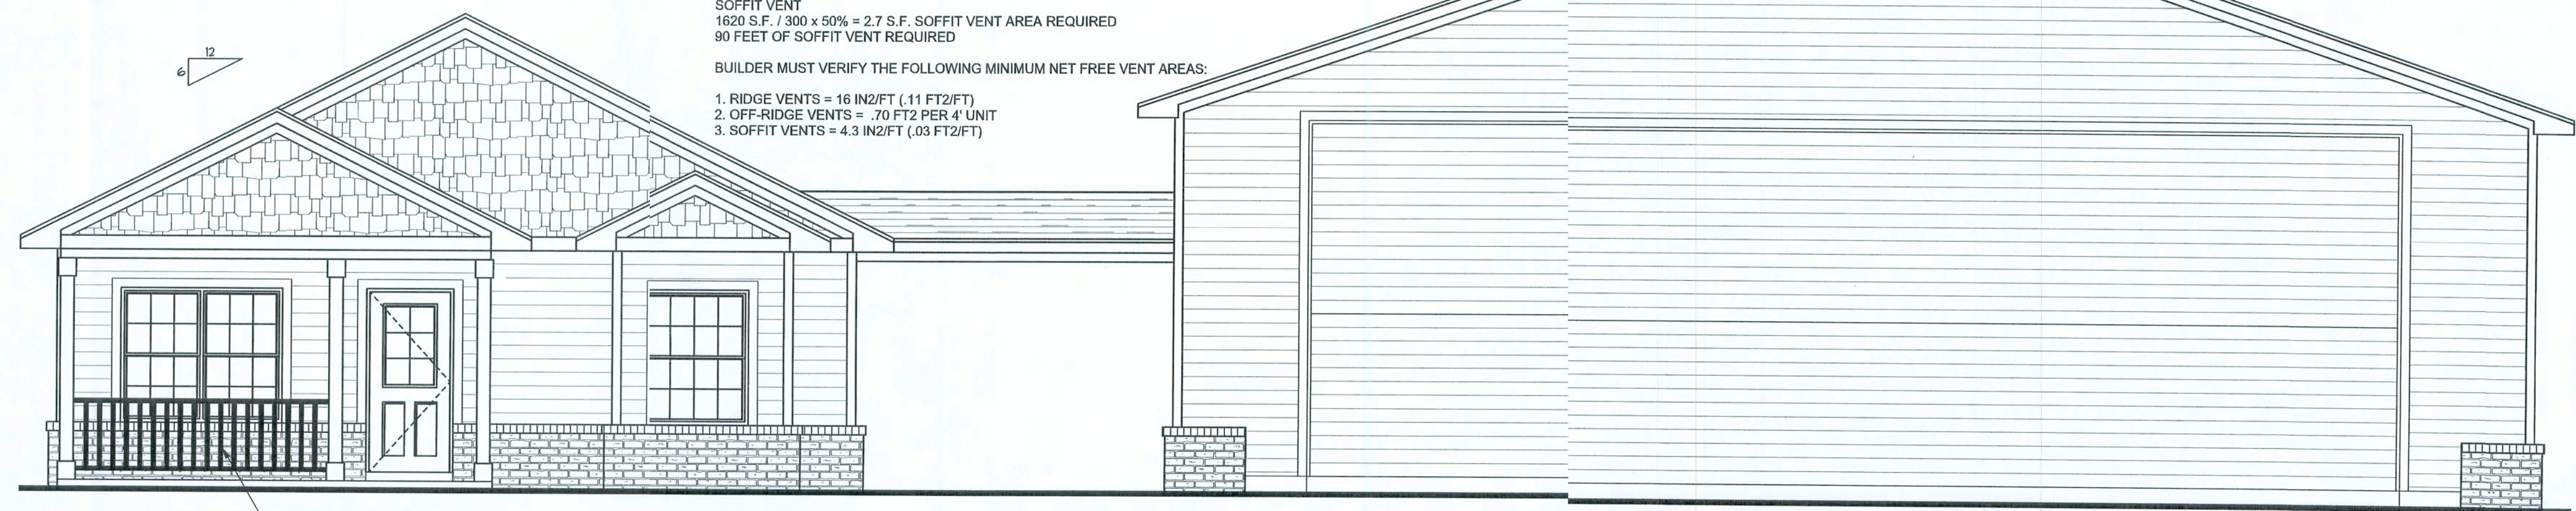 SOFFIT VENT
1620 S.F. / 300 x 50% = 2.7 S.F. SOFFIT VENT AREA REQUIRED
90 FEET OF SOFFIT VENT REQUIRED
12
6
BUILDER MUST VERIFY THE FOLLOWING MINIMUM NET FREE VENT AREAS:
1. RIDGE VENTS = 16 IN2/FT (.11 FT2/FT)
2. OFF-RIDGE VENTS = .70 FT2 PER 4' UNIT
3. SOFFIT VENTS = 4.3 IN2/FT (.03 FT2/FT)